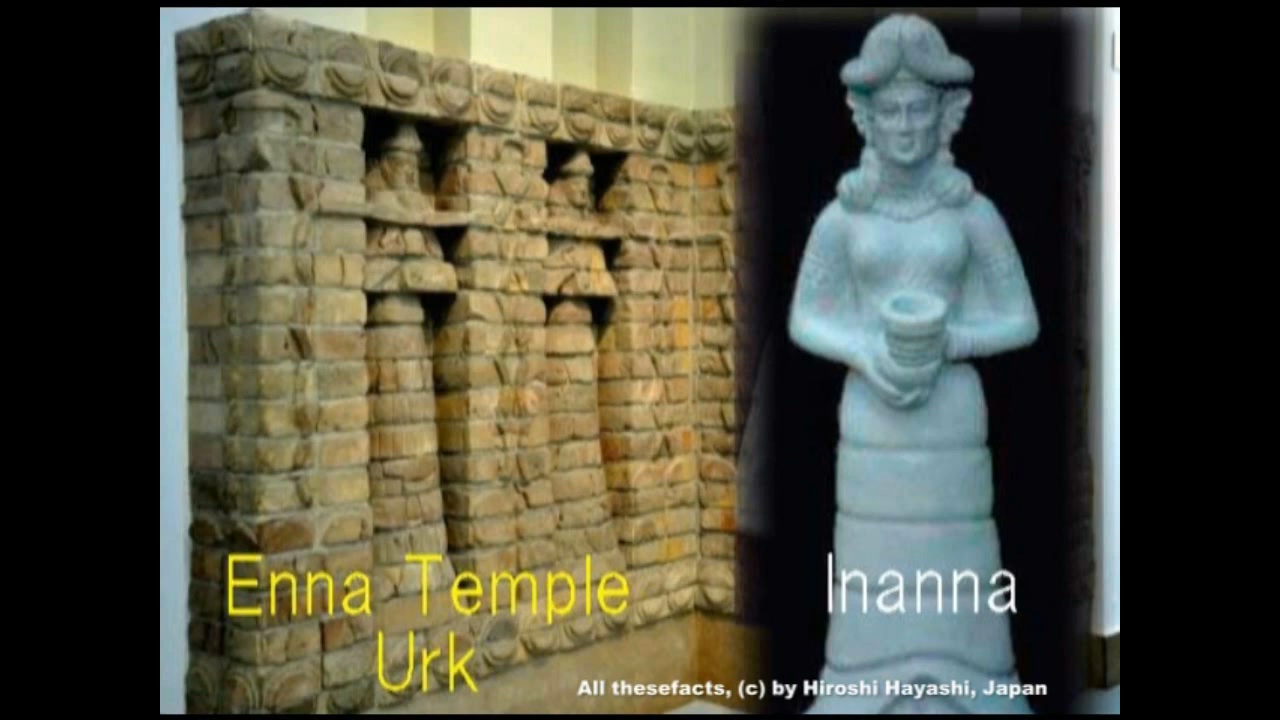 Enna Temple
Urk
Inanna
All thesefacts, (c) by Hiroshi Hayashi, Japan